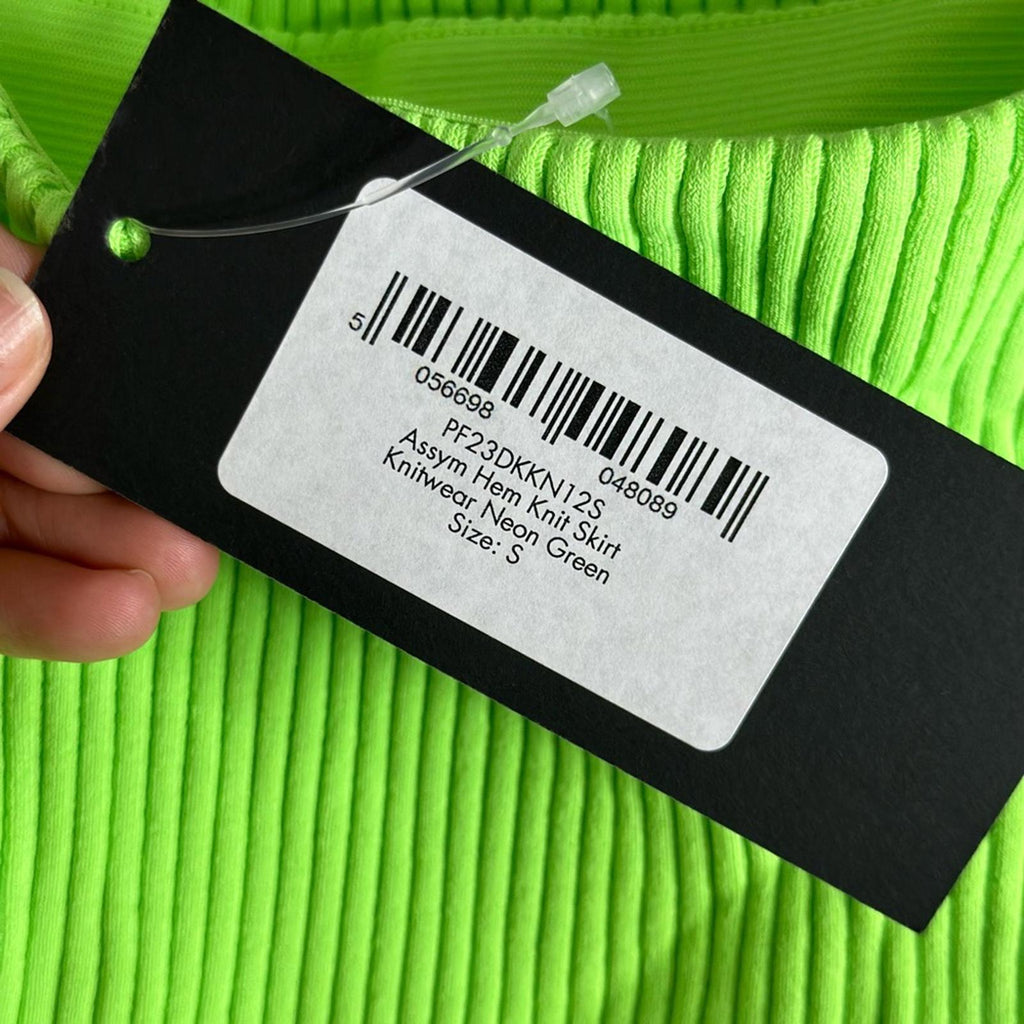 5 056698 048089
PF23DKKN12S
Assym Hem Knit Skirt
Knitwear Neon Green
Size: S